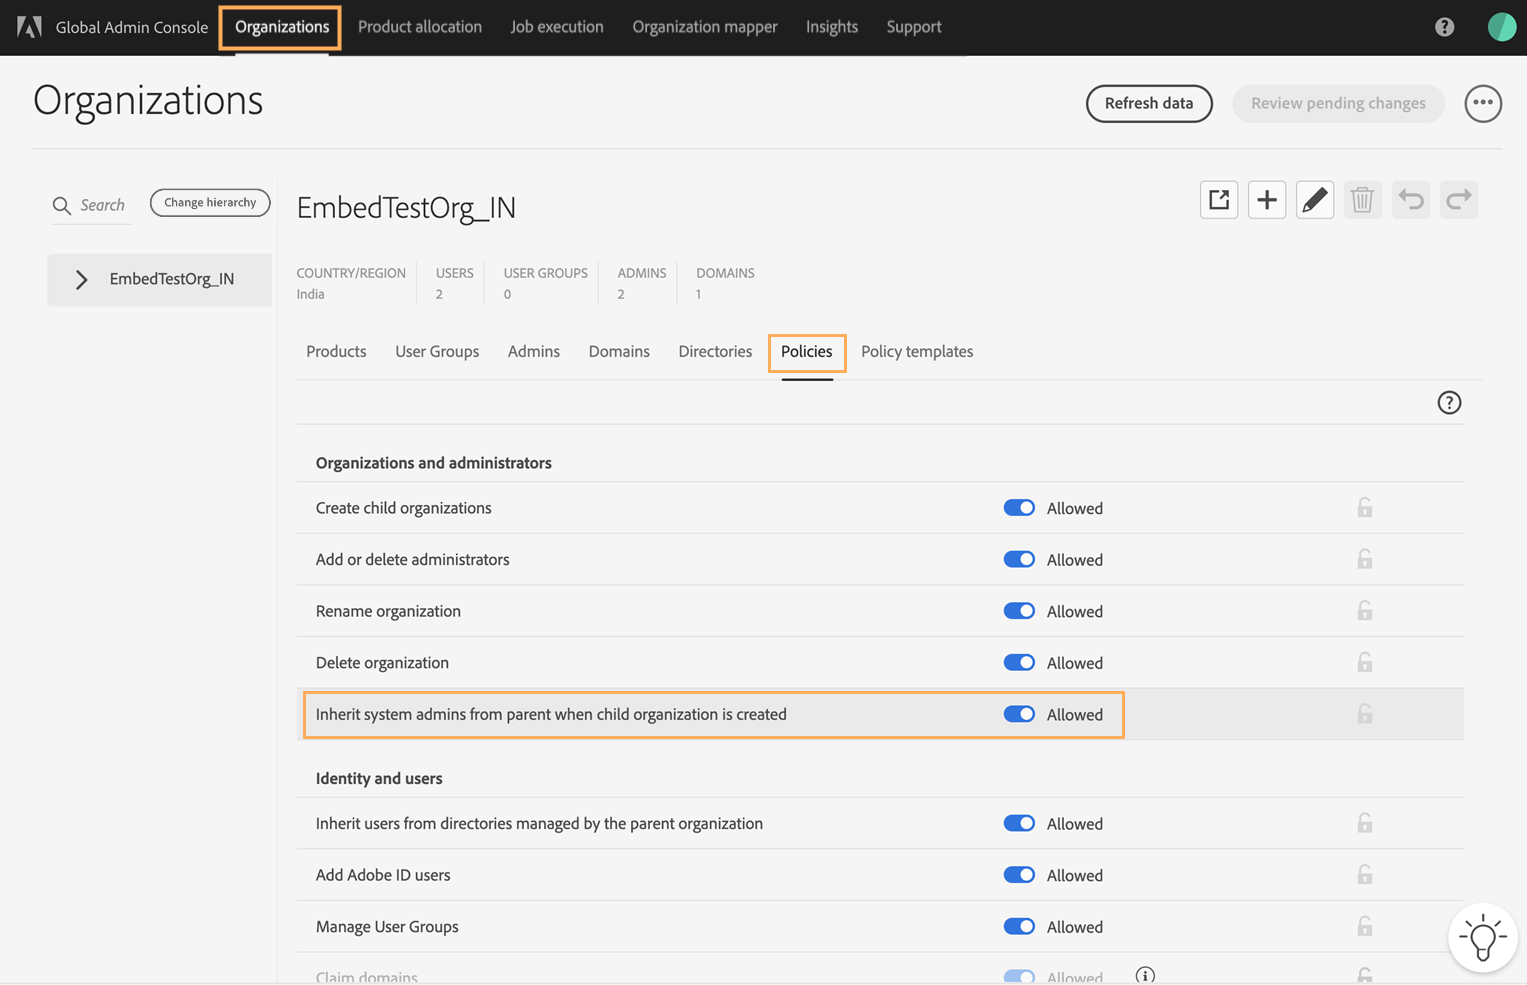 Global Admin Console Organizations Product allocation Job execution Organization mapper Insights Support
Organizations
Refresh data Review pending changes
Search Change hierarchy
EmbedTestOrg_IN
EmbedTestOrg_IN
COUNTRY/REGION USERS USER GROUPS ADMINS DOMAINS
India 2 0 2 1
Products User Groups Admins Domains Directories Policies Policy templates
Organizations and administrators
Create child organizations Allowed
Add or delete administrators Allowed
Rename organization Allowed
Delete organization Allowed
Inherit system admins from parent when child organization is created Allowed
Identity and users
Inherit users from directories managed by the parent organization Allowed
Add Adobe ID users Allowed
Manage User Groups Allowed
Claim domains Allowed